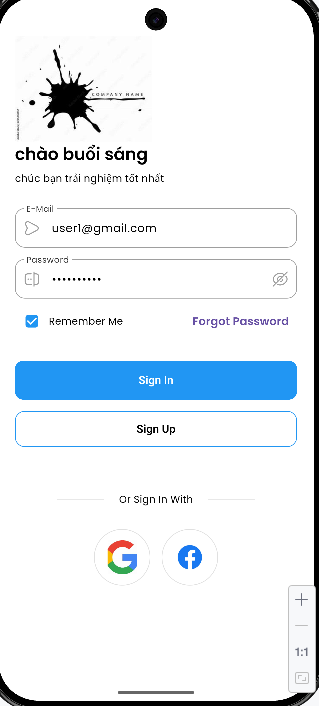 COMPANY NAME
chào buổi sáng
chúc bạn trải nghiệm tốt nhất
E-Mail
user1@gmail.com
Password
••••••••••
Remember Me
Forgot Password
Sign In
Sign Up
Or Sign In With
1:1